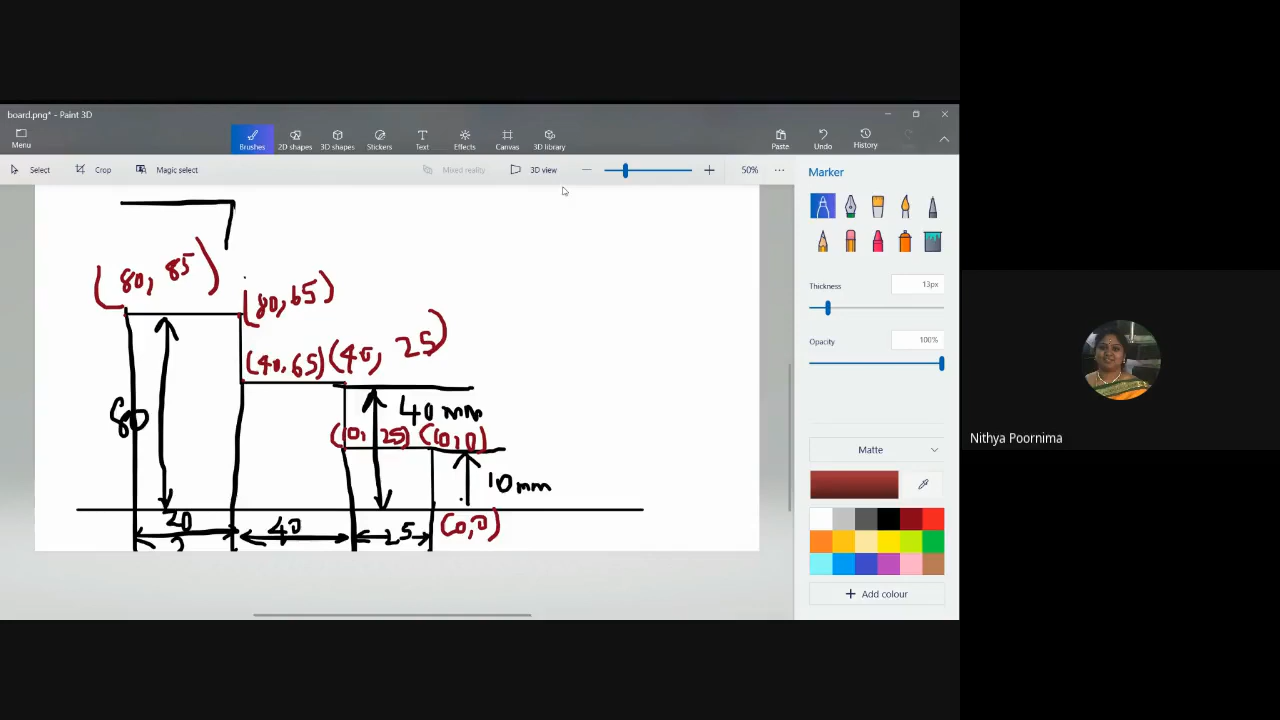 board.png* - Paint 3D
Menu
Brushes 2D shapes 3D shapes Stickers Text Effects Canvas 3D library Paste Undo History
Select Crop Magic select Mixed reality 3D view 50%
Marker
Thickness 13px
Opacity 100%
Matte
Add colour
(80, 85)
(80,65)
(40,65) (40, 25)
80
40 mm
(10, 25) (10,0)
10mm
20 40 25 (0,0)
Nithya Poornima